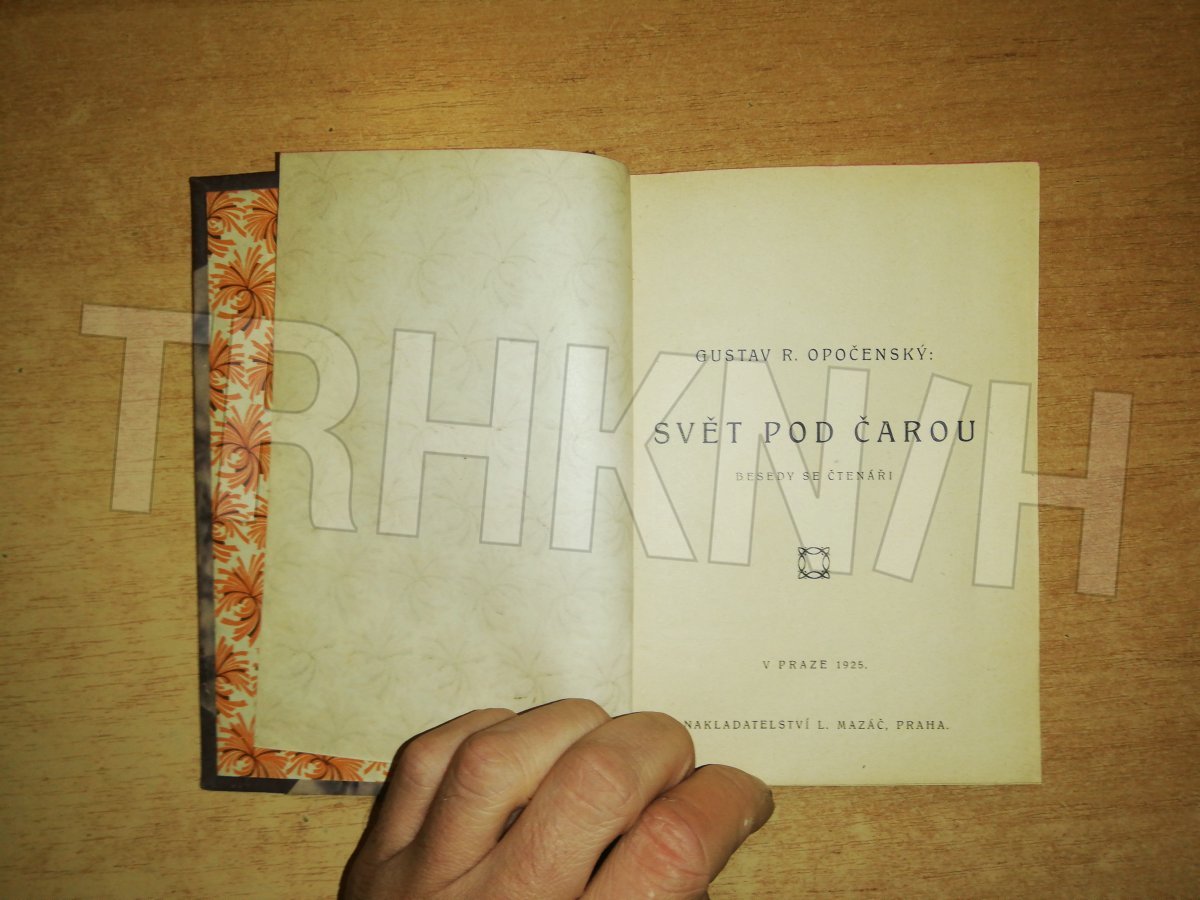 GUSTAV R. OPOČENSKÝ:
SVĚT POD ČAROU
BESEDY SE ČTENÁŘI
V PRAZE 1925.
NAKLADATELSTVÍ L. MAZÁČ, PRAHA.
TRHKNIH